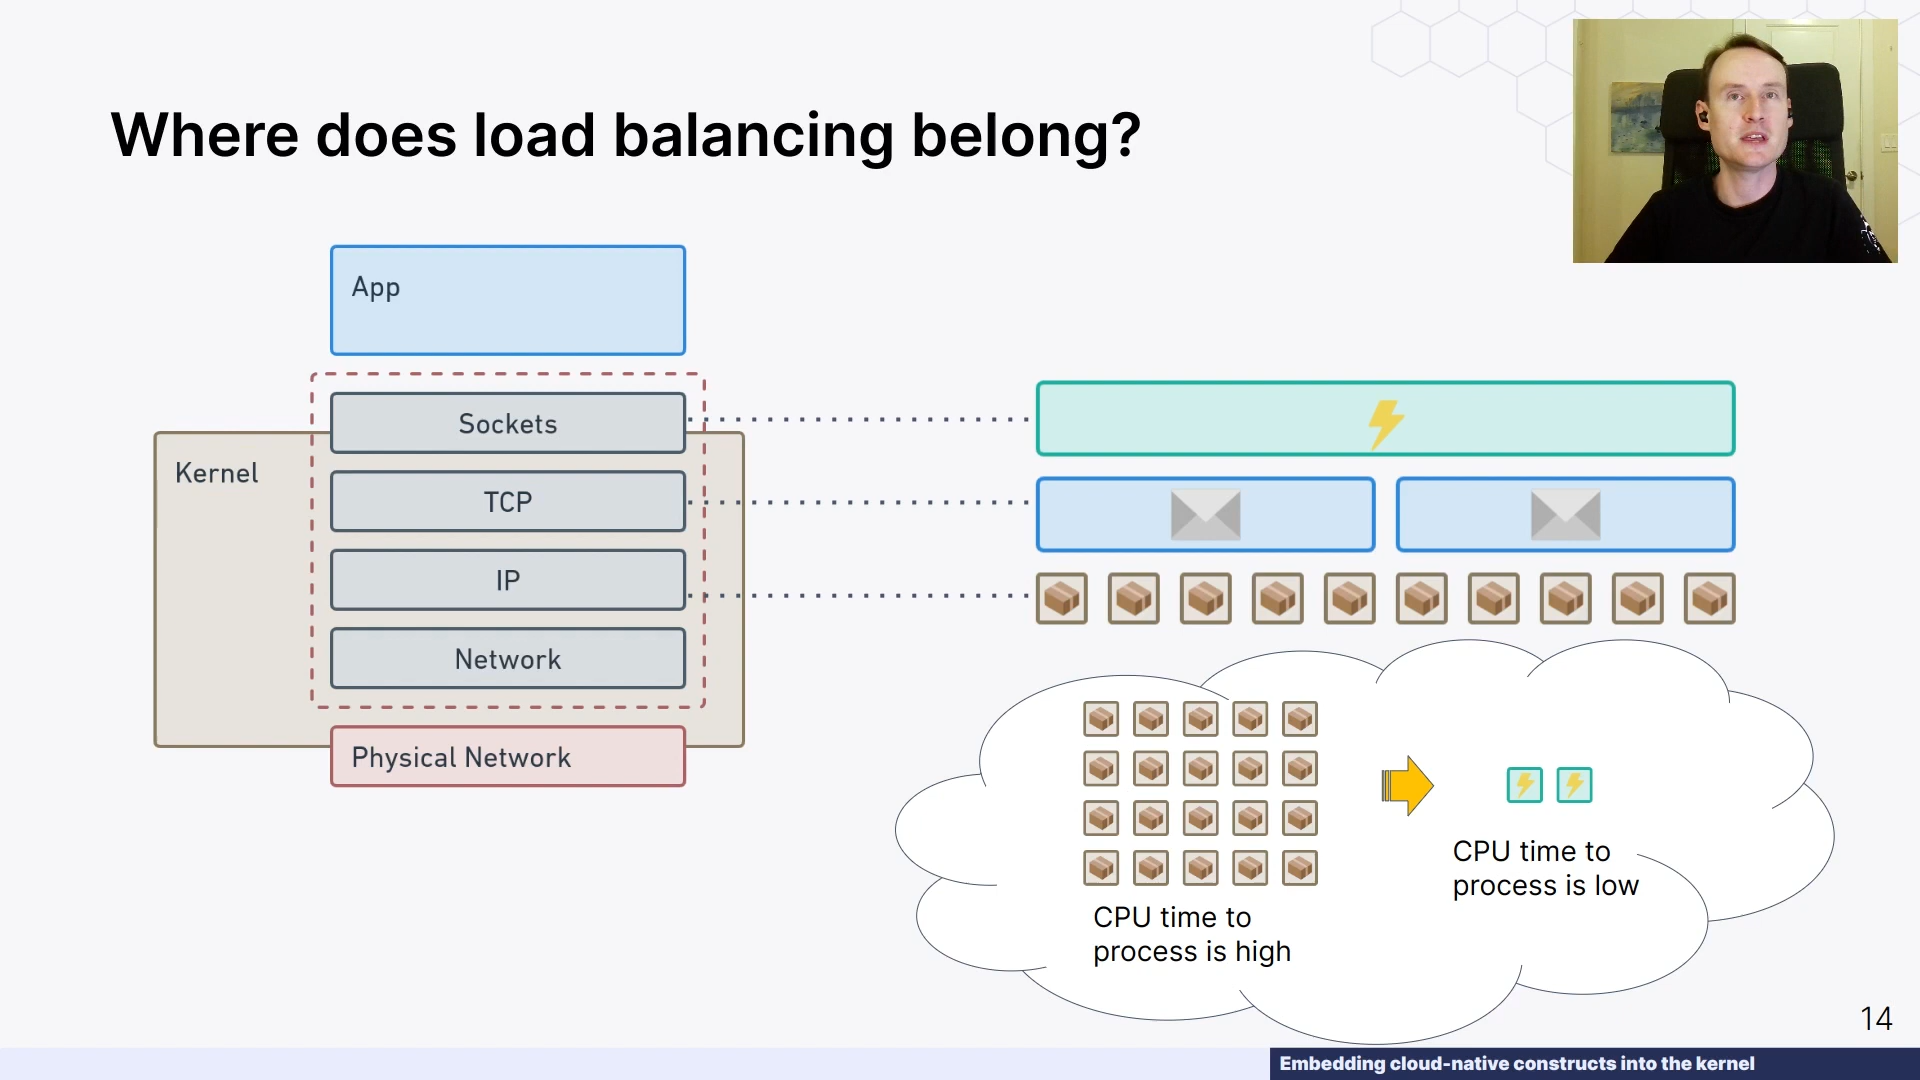 Where does load balancing belong?
App
Sockets
Kernel
TCP
IP
Network
Physical Network
CPU time to
process is high
CPU time to
process is low
14
Embedding cloud-native constructs into the kernel